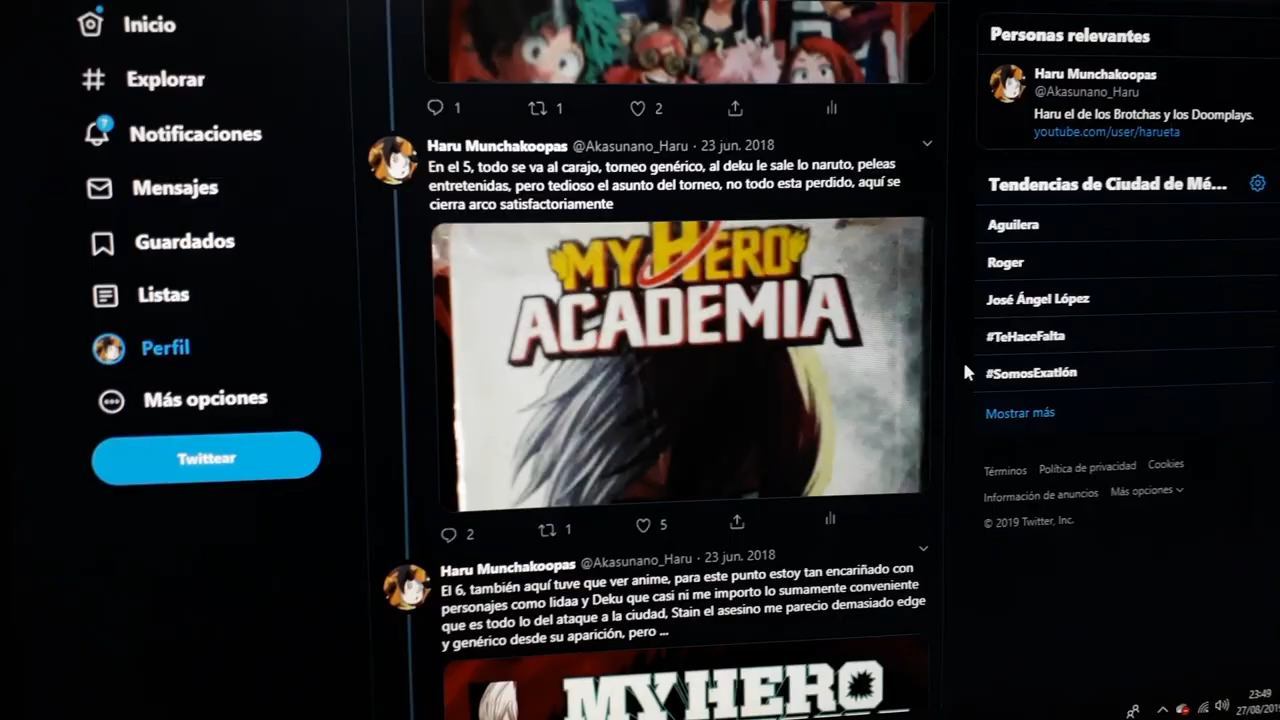 Inicio
Explorar
7
Notificaciones
Mensajes
Guardados
Listas
Perfil
Más opciones
Twittear
1 1 2
Haru Munchakoopas @Akasunano_Haru · 23 jun. 2018
En el 5, todo se va al carajo, torneo genérico, al deku le sale lo naruto, peleas
entretenidas, pero tedioso el asunto del torneo, no todo esta perdido, aquí se
cierra arco satisfactoriamente
MY HERO
ACADEMIA
2 1 5
Haru Munchakoopas @Akasunano_Haru · 23 jun. 2018
El 6, también aquí tuve que ver anime, para este punto estoy tan encariñado con
personajes como Iidaa y Deku que casi ni me importo lo sumamente conveniente
que es todo lo del ataque a la ciudad, Stain el asesino me parecio demasiado edge
y genérico desde su aparición, pero ...
MY HERO
Personas relevantes
Haru Munchakoopas
@Akasunano_Haru
Haru el de los Brotchas y los Doomplays.
youtube.com/user/harueta
Tendencias de Ciudad de Mé...
Aguilera
Roger
José Ángel López
#TeHaceFalta
#SomosExatlón
Mostrar más
Términos Política de privacidad Cookies
Información de anuncios Más opciones
© 2019 Twitter, Inc.
23:49